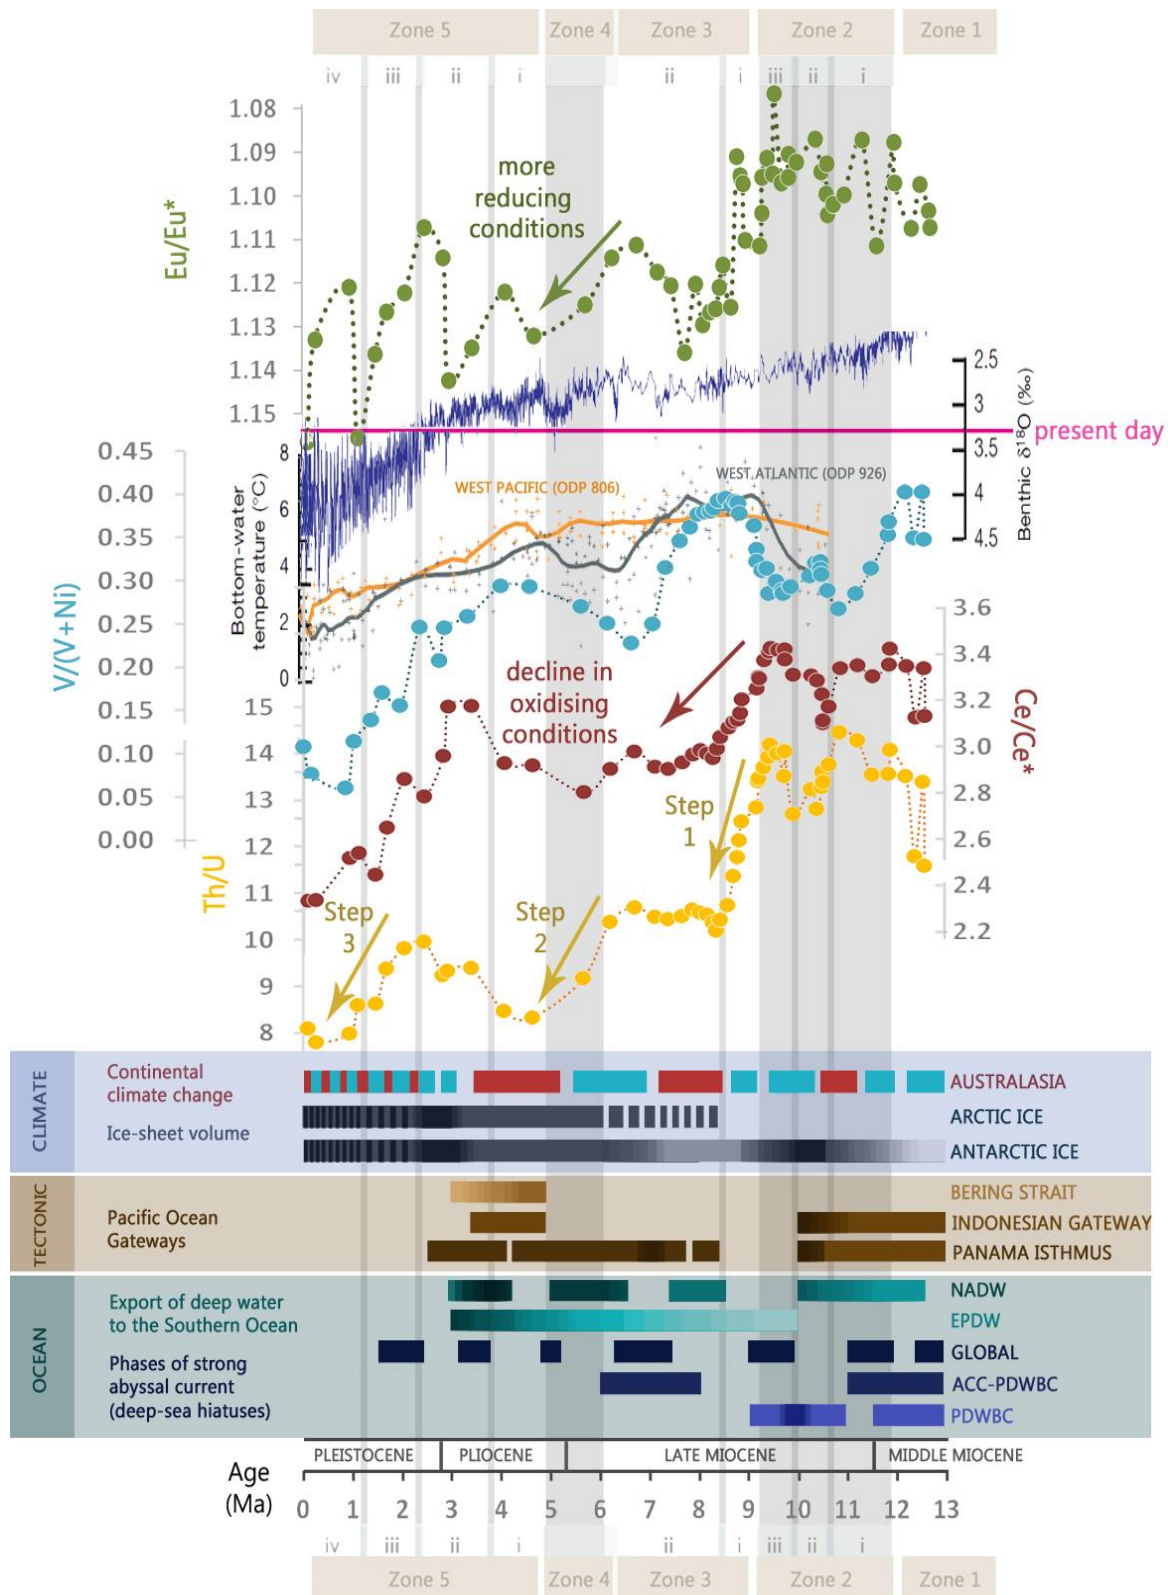 Zone 5 Zone 4 Zone 3 Zone 2 Zone 1
iv iii ii i ii i iii ii i
1.08
1.09
1.10
1.11
1.12
1.13
1.14
1.15
Eu/Eu*
more
reducing
conditions
2.5
3
3.5
4
4.5
Benthic δ18O (‰)
present day
0.45
0.40
0.35
0.30
0.25
0.20
0.15
0.10
0.05
0.00
V/(V+Ni)
8
6
4
2
0
Bottom-water
temperature (°C)
WEST PACIFIC (ODP 806)
WEST ATLANTIC (ODP 926)
3.6
3.4
3.2
3.0
2.8
2.6
2.4
2.2
Ce/Ce*
decline in
oxidising
conditions
15
14
13
12
11
10
9
8
Th/U
Step
1
Step
2
Step
3
CLIMATE
Continental
climate change
Ice-sheet volume
AUSTRALASIA
ARCTIC ICE
ANTARCTIC ICE
TECTONIC
Pacific Ocean
Gateways
BERING STRAIT
INDONESIAN GATEWAY
PANAMA ISTHMUS
OCEAN
Export of deep water
to the Southern Ocean
Phases of strong
abyssal current
(deep-sea hiatuses)
NADW
EPDW
GLOBAL
ACC-PDWBC
PDWBC
PLEISTOCENE PLIOCENE LATE MIOCENE MIDDLE MIOCENE
Age
(Ma)
0 1 2 3 4 5 6 7 8 9 10 11 12 13
iv iii ii i ii i iii ii i
Zone 5 Zone 4 Zone 3 Zone 2 Zone 1